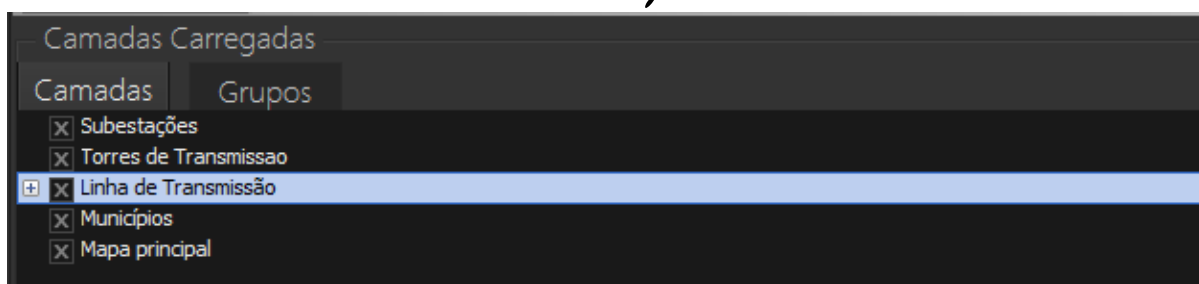 Camadas Carregadas
Camadas Grupos
Subestações
Torres de Transmissao
Linha de Transmissão
Municípios
Mapa principal